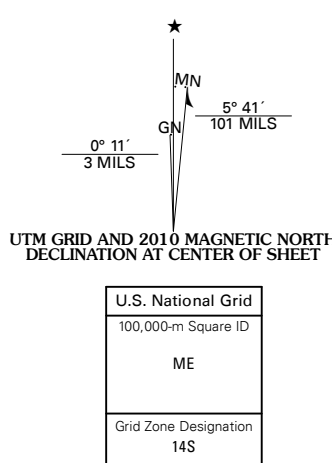 ★
MN
5° 41´
101 MILS
GN
0° 11´
3 MILS
UTM GRID AND 2010 MAGNETIC NORTH
DECLINATION AT CENTER OF SHEET
U.S. National Grid
100,000-m Square ID
ME
Grid Zone Designation
14S